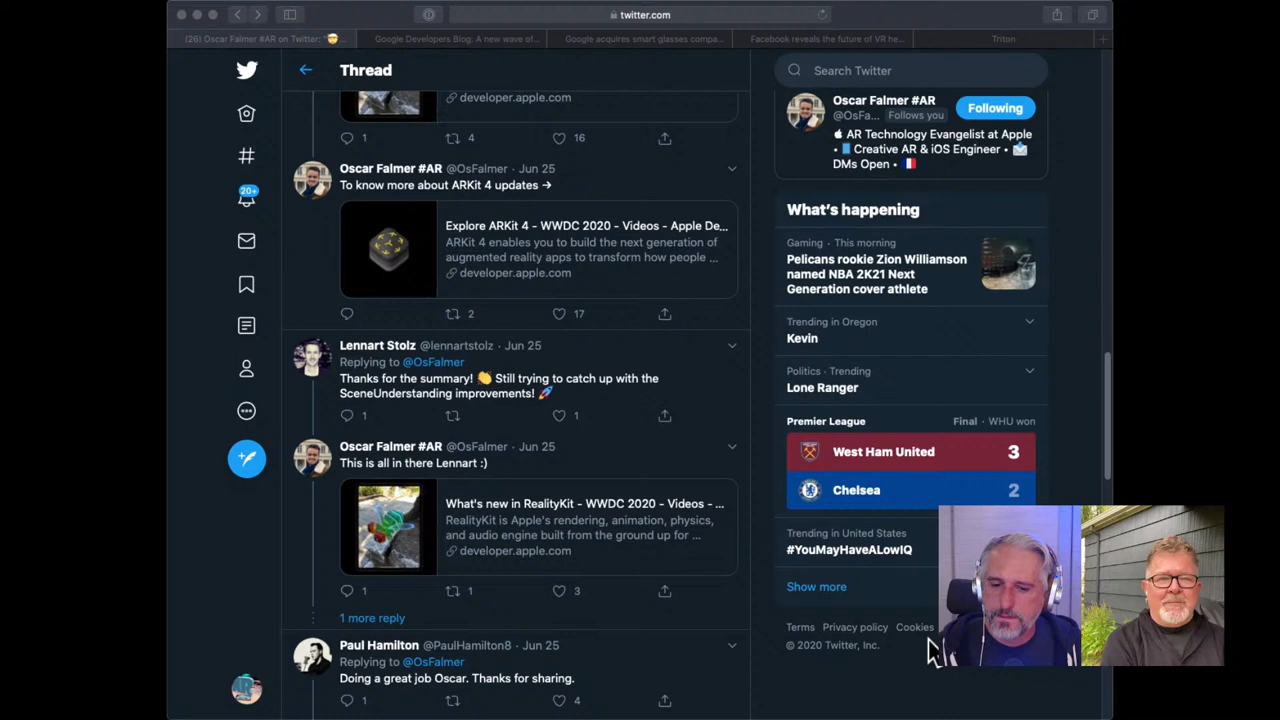 twitter.com
(26) Oscar Falmer #AR on Twitter: "🤯...
Google Developers Blog: A new wave of...
Google acquires smart glasses compa...
Facebook reveals the future of VR he...
Triton
Thread
developer.apple.com
1
4
16
Oscar Falmer #AR @OsFalmer · Jun 25
To know more about ARKit 4 updates →
Explore ARKit 4 - WWDC 2020 - Videos - Apple De...
ARKit 4 enables you to build the next generation of
augmented reality apps to transform how people ...
developer.apple.com
2
17
Lennart Stolz @lennartstolz · Jun 25
Replying to @OsFalmer
Thanks for the summary! 👏 Still trying to catch up with the
SceneUnderstanding improvements! 🚀
1
1
Oscar Falmer #AR @OsFalmer · Jun 25
This is all in there Lennart :)
What's new in RealityKit - WWDC 2020 - Videos - ...
RealityKit is Apple's rendering, animation, physics,
and audio engine built from the ground up for ...
developer.apple.com
1
1
3
1 more reply
Paul Hamilton @PaulHamilton8 · Jun 25
Replying to @OsFalmer
Doing a great job Oscar. Thanks for sharing.
1
4
20+
Search Twitter
Oscar Falmer #AR
@OsFa... Follows you
Following
AR Technology Evangelist at Apple
• Creative AR & iOS Engineer •
DMs Open •
What's happening
Gaming · This morning
Pelicans rookie Zion Williamson
named NBA 2K21 Next
Generation cover athlete
Trending in Oregon
Kevin
Politics · Trending
Lone Ranger
Premier League
Final · WHU won
West Ham United 3
Chelsea 2
Trending in United States
#YouMayHaveALowIQ
Show more
Terms Privacy policy Cookies
© 2020 Twitter, Inc.